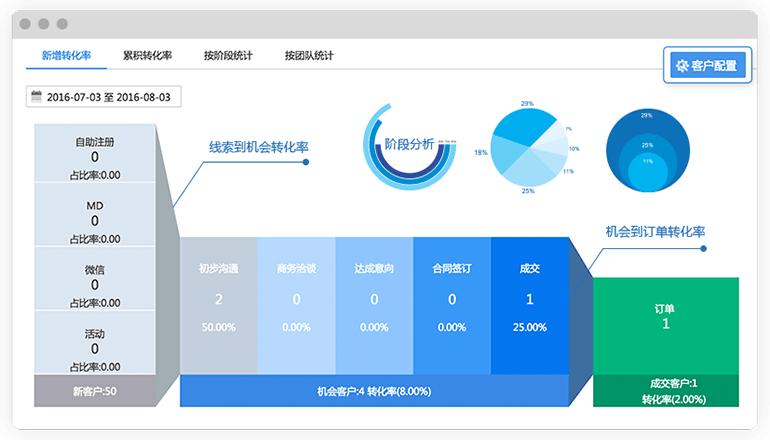 新增转化率
累积转化率
按阶段统计
按团队统计
客户配置
2016-07-03 至 2016-08-03
自助注册
0
占比率:0.00
MD
0
占比率:0.00
微信
0
占比率:0.00
活动
0
占比率:0.00
新客户:50
线索到机会转化率
阶段分析
29%
18%
10%
11%
25%
29%
25%
11%
机会到订单转化率
初步沟通
2
50.00%
商务洽谈
0
0.00%
达成意向
0
0.00%
合同签订
0
0.00%
成交
1
25.00%
机会客户:4 转化率(8.00%)
订单
1
成交客户:1
转化率(2.00%)